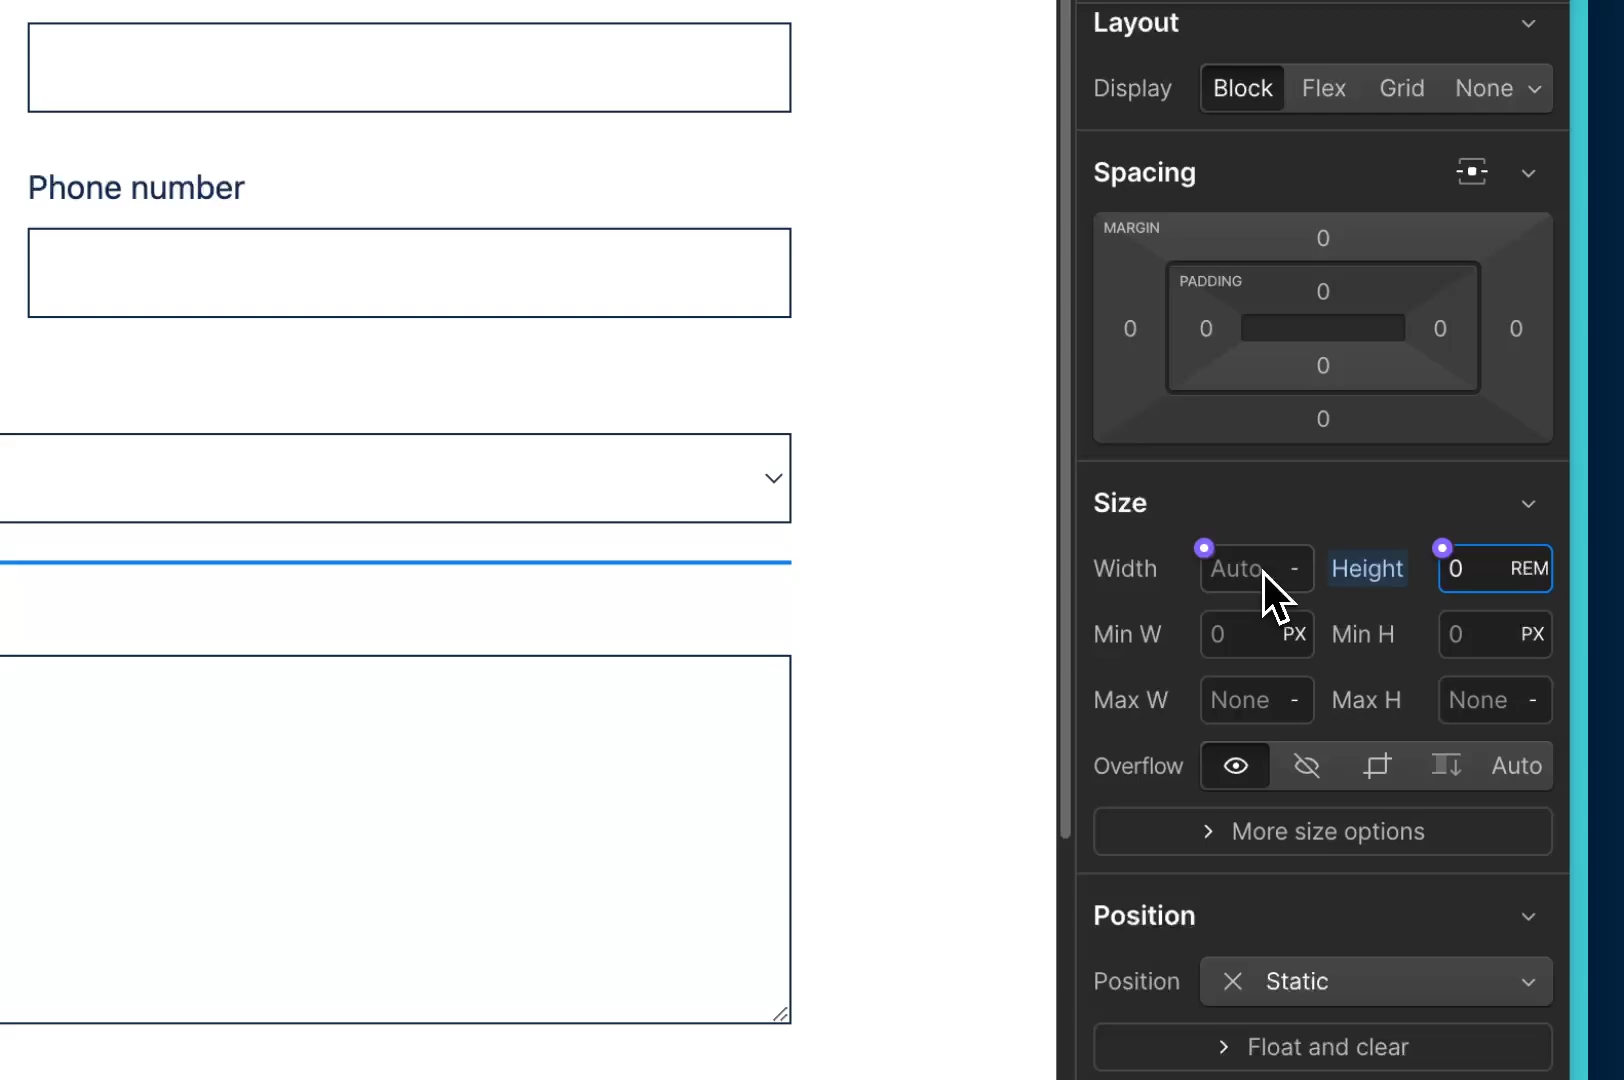 Phone number
Layout
Display Block Flex Grid None
Spacing
MARGIN
0
PADDING
0
0 0 0 0
0
0
Size
Width Auto - Height 0 REM
Min W 0 PX Min H 0 PX
Max W None - Max H None -
Overflow Auto
More size options
Position
Position Static
Float and clear